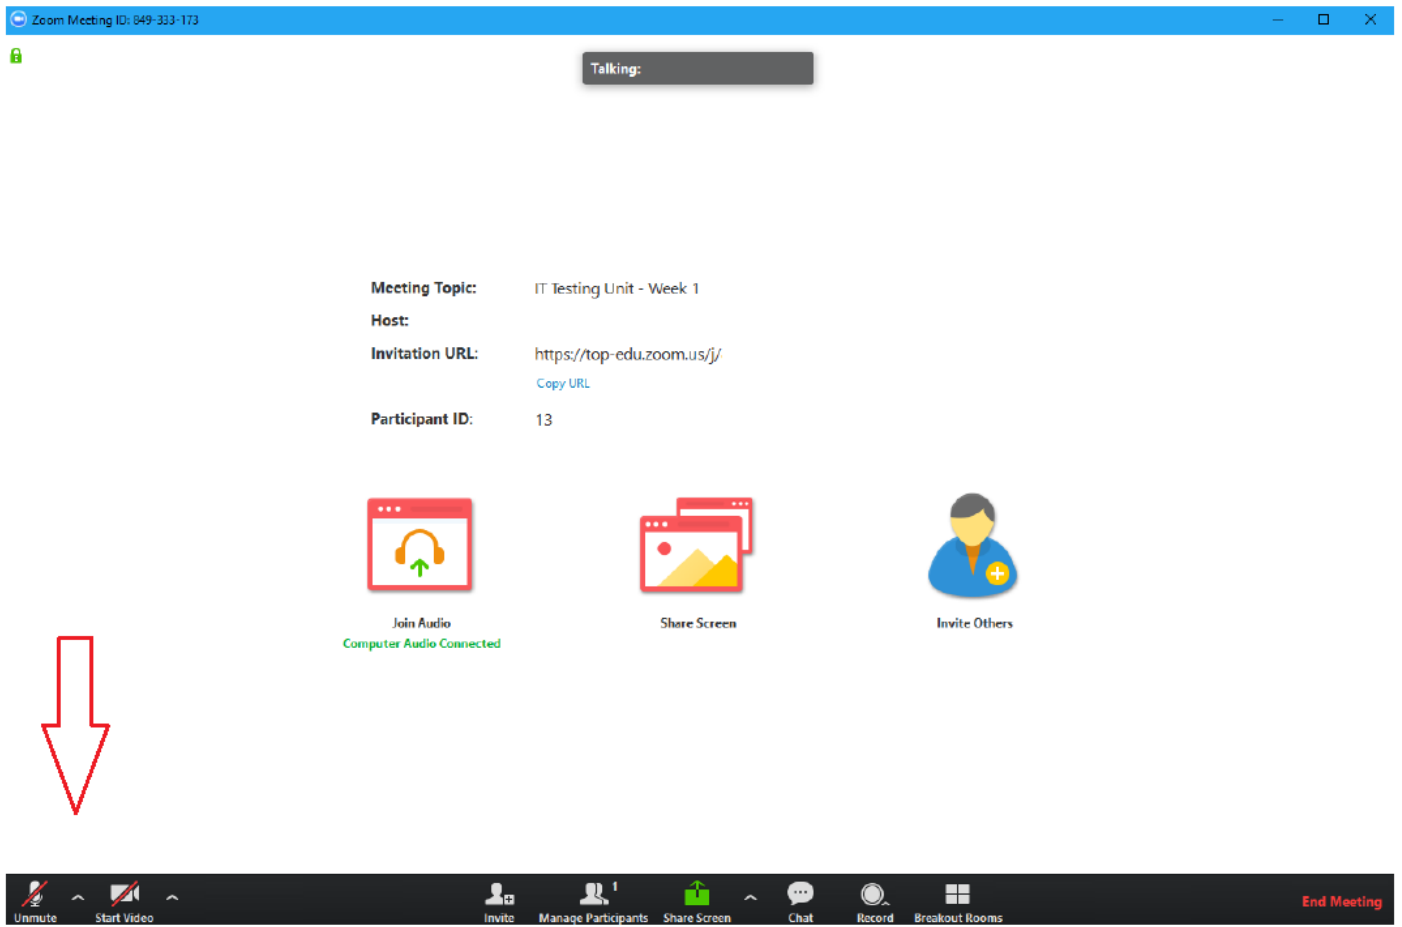 Zoom Meeting ID: 849-333-173
Talking:
Meeting Topic: IT Testing Unit - Week 1
Host:
Invitation URL: https://top-edu.zoom.us/j/
Copy URL
Participant ID: 13
Join Audio Share Screen Invite Others
Computer Audio Connected
1
Unmute Start Video Invite Manage Participants Share Screen Chat Record Breakout Rooms End Meeting